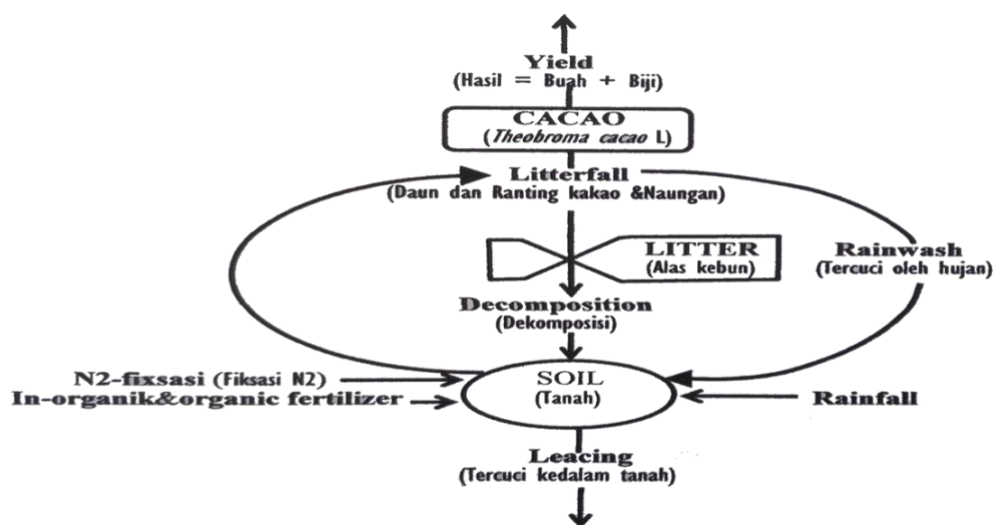 Yield
(Hasil = Buah + Biji)
CACAO
(Theobroma cacao L)
Litterfall
(Daun dan Ranting kakao &Naungan)
LITTER
(Alas kebun)
Rainwash
(Tercuci oleh hujan)
Decomposition
(Dekomposisi)
N2-fixsasi (Fiksasi N2)
In-organik&organic fertilizer
SOIL
(Tanah)
Rainfall
Leacing
(Tercuci kedalam tanah)